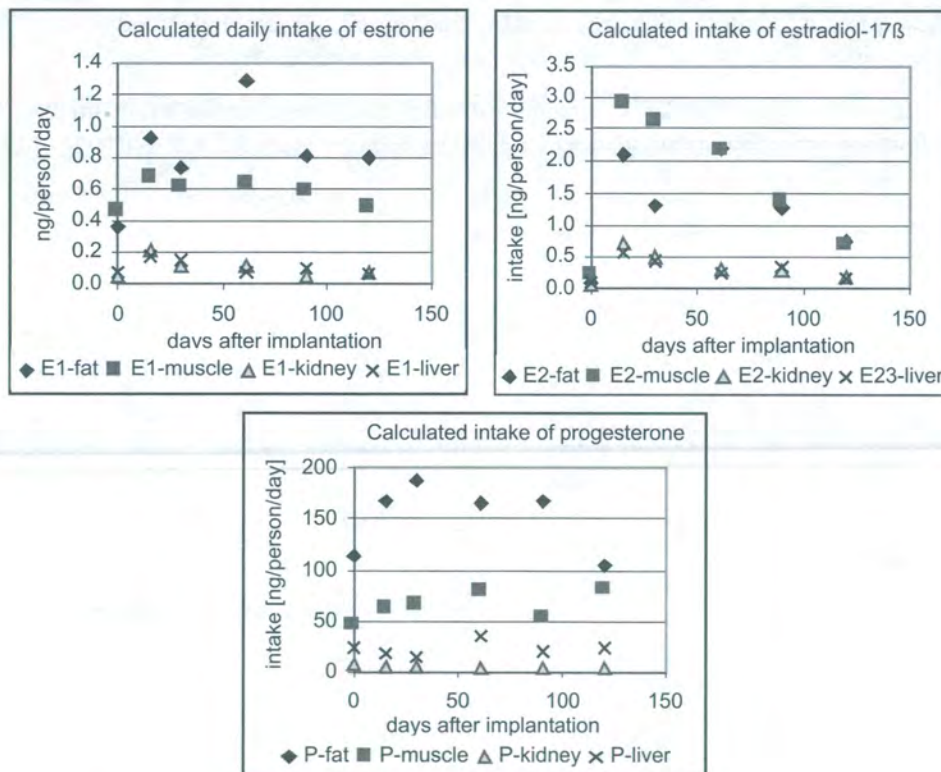 Calculated daily intake of estrone
1.4
1.2
1.0
0.8
0.6
0.4
0.2
0.0
ng/person/day
0 50 100 150
days after implantation
E1-fat E1-muscle E1-kidney E1-liver
Calculated intake of estradiol-17ß
3.5
3.0
2.5
2.0
1.5
1.0
0.5
0.0
intake [ng/person/day]
0 50 100 150
days after implantation
E2-fat E2-muscle E2-kidney E23-liver
Calculated intake of progesterone
200
150
100
50
0
intake [ng/person/day]
0 50 100 150
days after implantation
P-fat P-muscle P-kidney P-liver